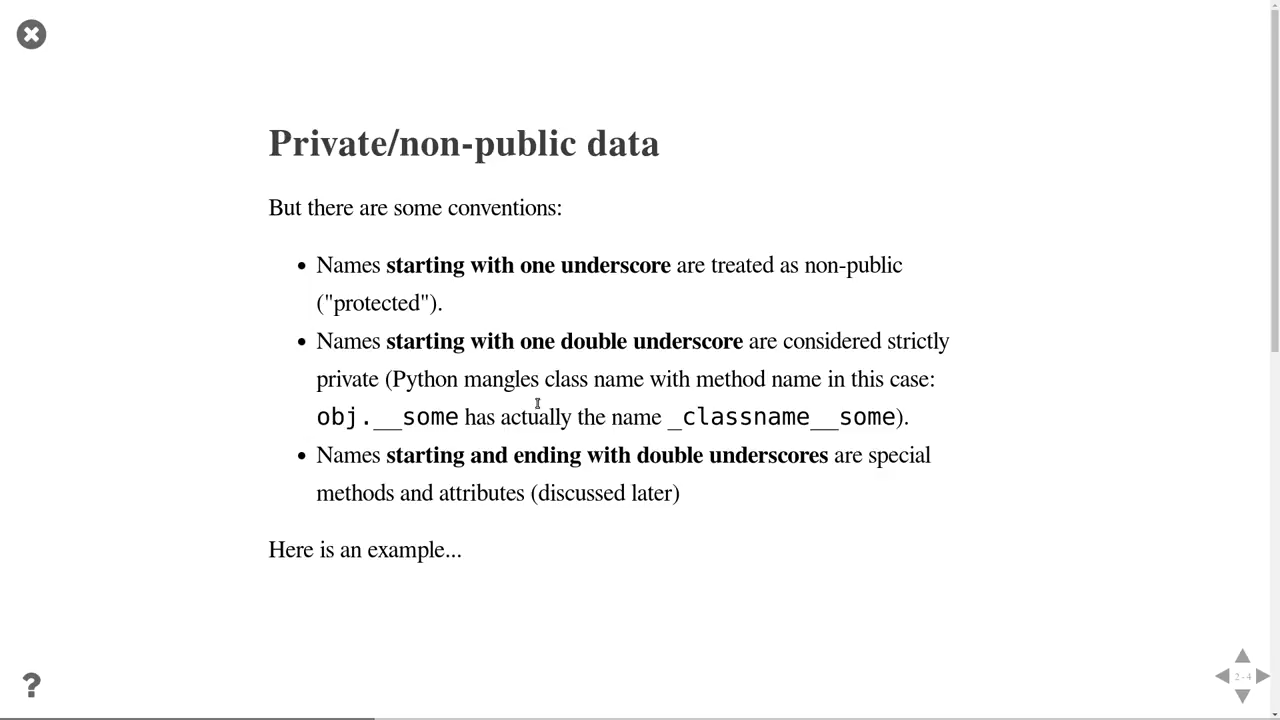 Private/non-public data
But there are some conventions:
• Names starting with one underscore are treated as non-public
("protected").
• Names starting with one double underscore are considered strictly
private (Python mangles class name with method name in this case:
obj.__some has actually the name _classname__some).
• Names starting and ending with double underscores are special
methods and attributes (discussed later)
Here is an example...
?
2-4